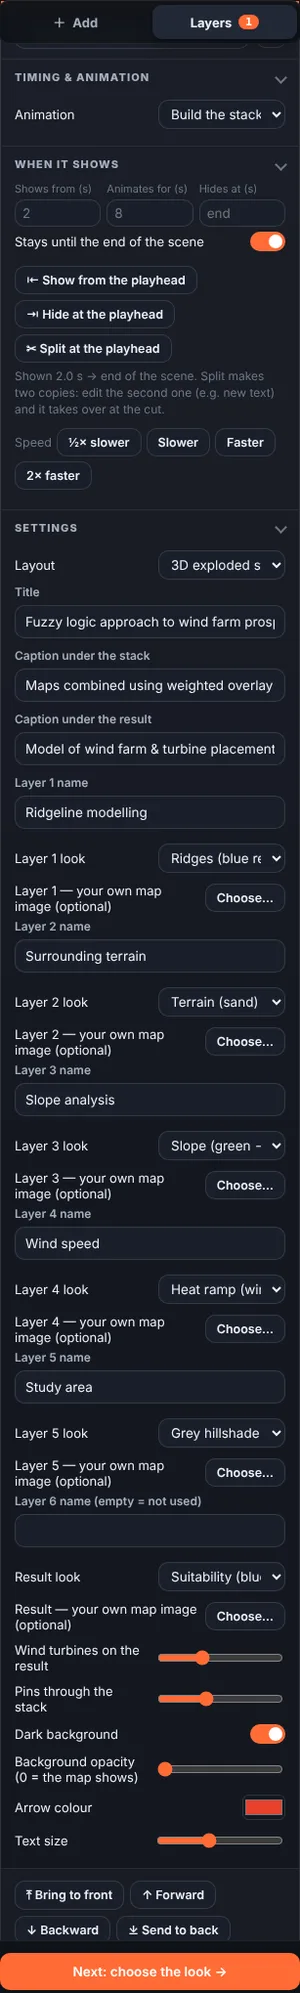 + Add
Layers 1
TIMING & ANIMATION
Animation
Build the stack
WHEN IT SHOWS
Shows from (s) Animates for (s) Hides at (s)
2 8 end
Stays until the end of the scene
⇤ Show from the playhead
⇥ Hide at the playhead
✂ Split at the playhead
Shown 2.0 s → end of the scene. Split makes
two copies: edit the second one (e.g. new text)
and it takes over at the cut.
Speed ½× slower Slower Faster
2× faster
SETTINGS
Layout 3D exploded s
Title
Fuzzy logic approach to wind farm prosp
Caption under the stack
Maps combined using weighted overlay
Caption under the result
Model of wind farm & turbine placement
Layer 1 name
Ridgeline modelling
Layer 1 look Ridges (blue re
Layer 1 — your own map
image (optional)
Choose...
Layer 2 name
Surrounding terrain
Layer 2 look Terrain (sand)
Layer 2 — your own map
image (optional)
Choose...
Layer 3 name
Slope analysis
Layer 3 look Slope (green -
Layer 3 — your own map
image (optional)
Choose...
Layer 4 name
Wind speed
Layer 4 look Heat ramp (wir
Layer 4 — your own map
image (optional)
Choose...
Layer 5 name
Study area
Layer 5 look Grey hillshade
Layer 5 — your own map
image (optional)
Choose...
Layer 6 name (empty = not used)
Result look Suitability (blue
Result — your own map image
(optional)
Choose...
Wind turbines on the
result
Pins through the
stack
Dark background
Background opacity
(0 = the map shows)
Arrow colour
Text size
⤒ Bring to front ↑ Forward
↓ Backward ⤓ Send to back
Next: choose the look →